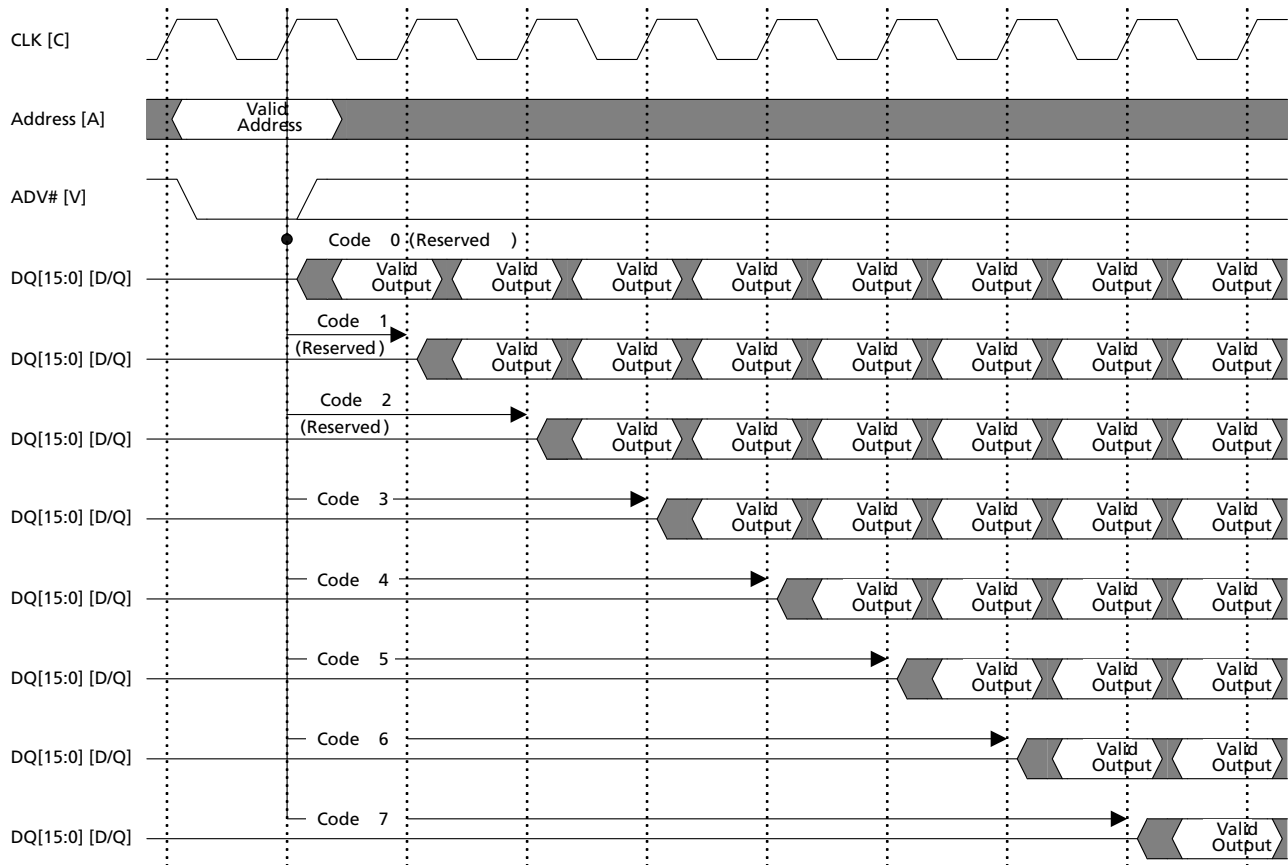 CLK [C]
Address [A]
Valid
Address
ADV# [V]
Code 0 (Reserved )
DQ[15:0] [D/Q]
Valid Valid Valid Valid Valid Valid Valid Valid
Output Output Output Output Output Output Output Output
Code 1
(Reserved)
DQ[15:0] [D/Q]
Valid Valid Valid Valid Valid Valid Valid
Output Output Output Output Output Output Output
Code 2
(Reserved)
DQ[15:0] [D/Q]
Valid Valid Valid Valid Valid Valid
Output Output Output Output Output Output
Code 3
DQ[15:0] [D/Q]
Valid Valid Valid Valid Valid
Output Output Output Output Output
Code 4
DQ[15:0] [D/Q]
Valid Valid Valid Valid
Output Output Output Output
Code 5
DQ[15:0] [D/Q]
Valid Valid Valid
Output Output Output
Code 6
DQ[15:0] [D/Q]
Valid Valid
Output Output
Code 7
DQ[15:0] [D/Q]
Valid
Output